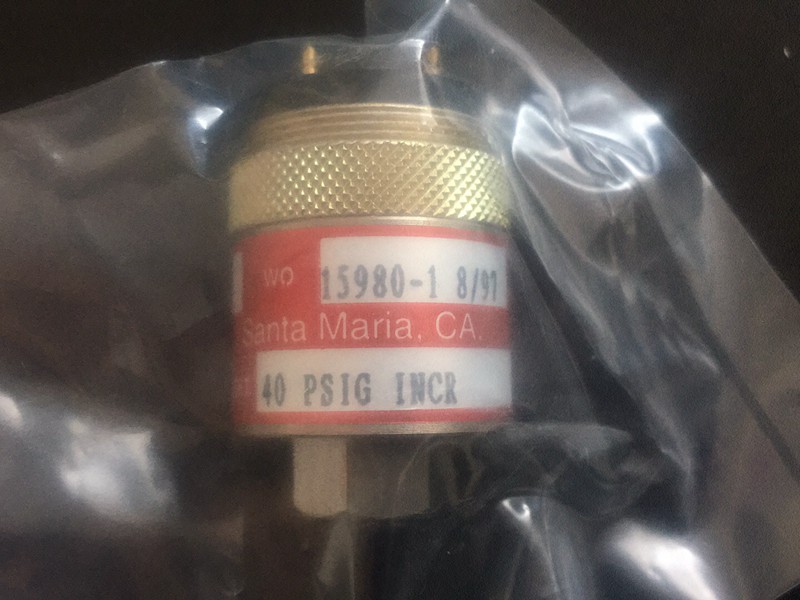 WO 15980-1 8/97
Santa Maria, CA.
40 PSIG INCR